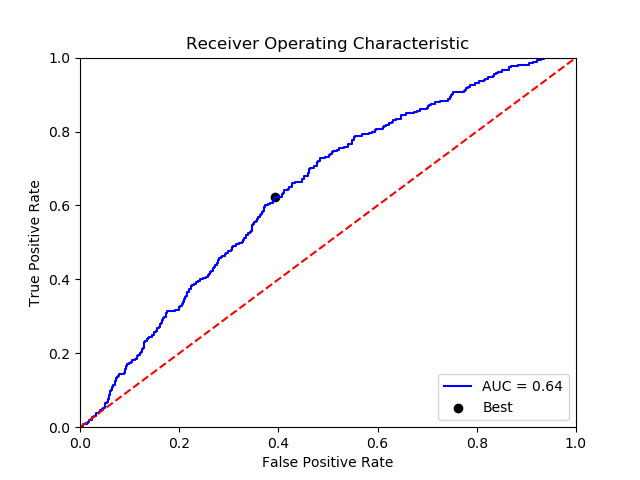 Receiver Operating Characteristic
True Positive Rate
1.0
0.8
0.6
0.4
0.2
0.0
AUC = 0.64
Best
0.0 0.2 0.4 0.6 0.8 1.0
False Positive Rate